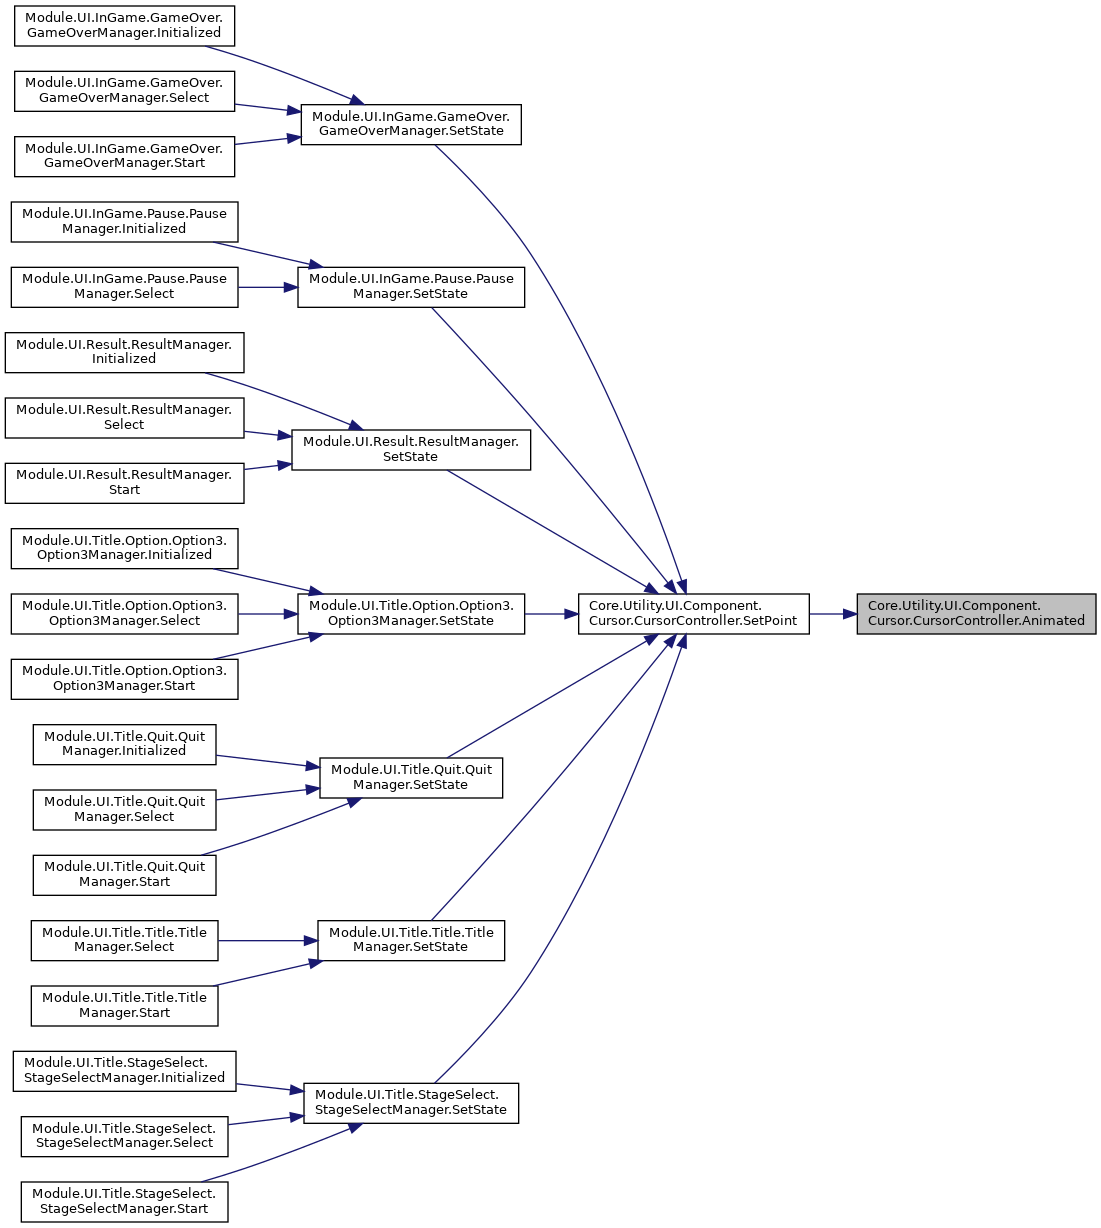 Module.UI.InGame.GameOver.
GameOverManager.Initialized
Module.UI.InGame.GameOver.
GameOverManager.Select
Module.UI.InGame.GameOver.
GameOverManager.Start
Module.UI.InGame.GameOver.
GameOverManager.SetState
Module.UI.InGame.Pause.Pause
Manager.Initialized
Module.UI.InGame.Pause.Pause
Manager.Select
Module.UI.InGame.Pause.Pause
Manager.SetState
Module.UI.Result.ResultManager.
Initialized
Module.UI.Result.ResultManager.
Select
Module.UI.Result.ResultManager.
Start
Module.UI.Result.ResultManager.
SetState
Module.UI.Title.Option.Option3.
Option3Manager.Initialized
Module.UI.Title.Option.Option3.
Option3Manager.Select
Module.UI.Title.Option.Option3.
Option3Manager.Start
Module.UI.Title.Option.Option3.
Option3Manager.SetState
Core.Utility.UI.Component.
Cursor.CursorController.SetPoint
Core.Utility.UI.Component.
Cursor.CursorController.Animated
Module.UI.Title.Quit.Quit
Manager.Initialized
Module.UI.Title.Quit.Quit
Manager.Select
Module.UI.Title.Quit.Quit
Manager.Start
Module.UI.Title.Quit.Quit
Manager.SetState
Module.UI.Title.Title.Title
Manager.Select
Module.UI.Title.Title.Title
Manager.Start
Module.UI.Title.Title.Title
Manager.SetState
Module.UI.Title.StageSelect.
StageSelectManager.Initialized
Module.UI.Title.StageSelect.
StageSelectManager.Select
Module.UI.Title.StageSelect.
StageSelectManager.Start
Module.UI.Title.StageSelect.
StageSelectManager.SetState